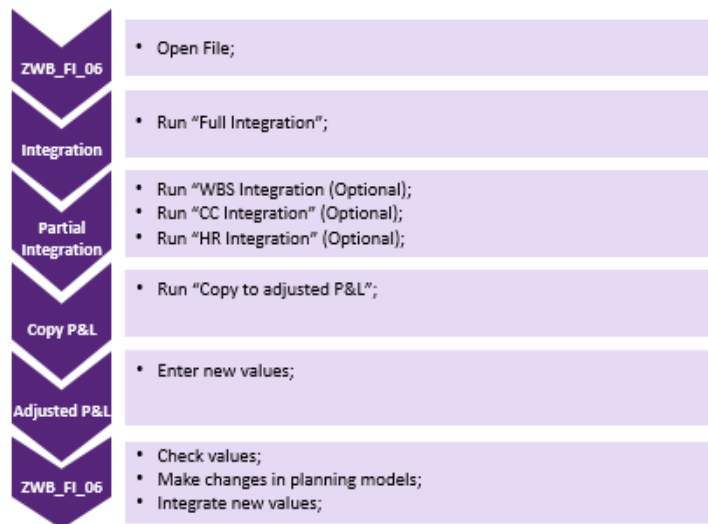 ZWB_FI_06
• Open File;
Integration
• Run “Full Integration”;
Partial
Integration
• Run “WBS Integration (Optional);
• Run “CC Integration” (Optional);
• Run “HR Integration” (Optional);
Copy P&L
• Run “Copy to adjusted P&L”;
Adjusted P&L
• Enter new values;
ZWB_FI_06
• Check values;
• Make changes in planning models;
• Integrate new values;